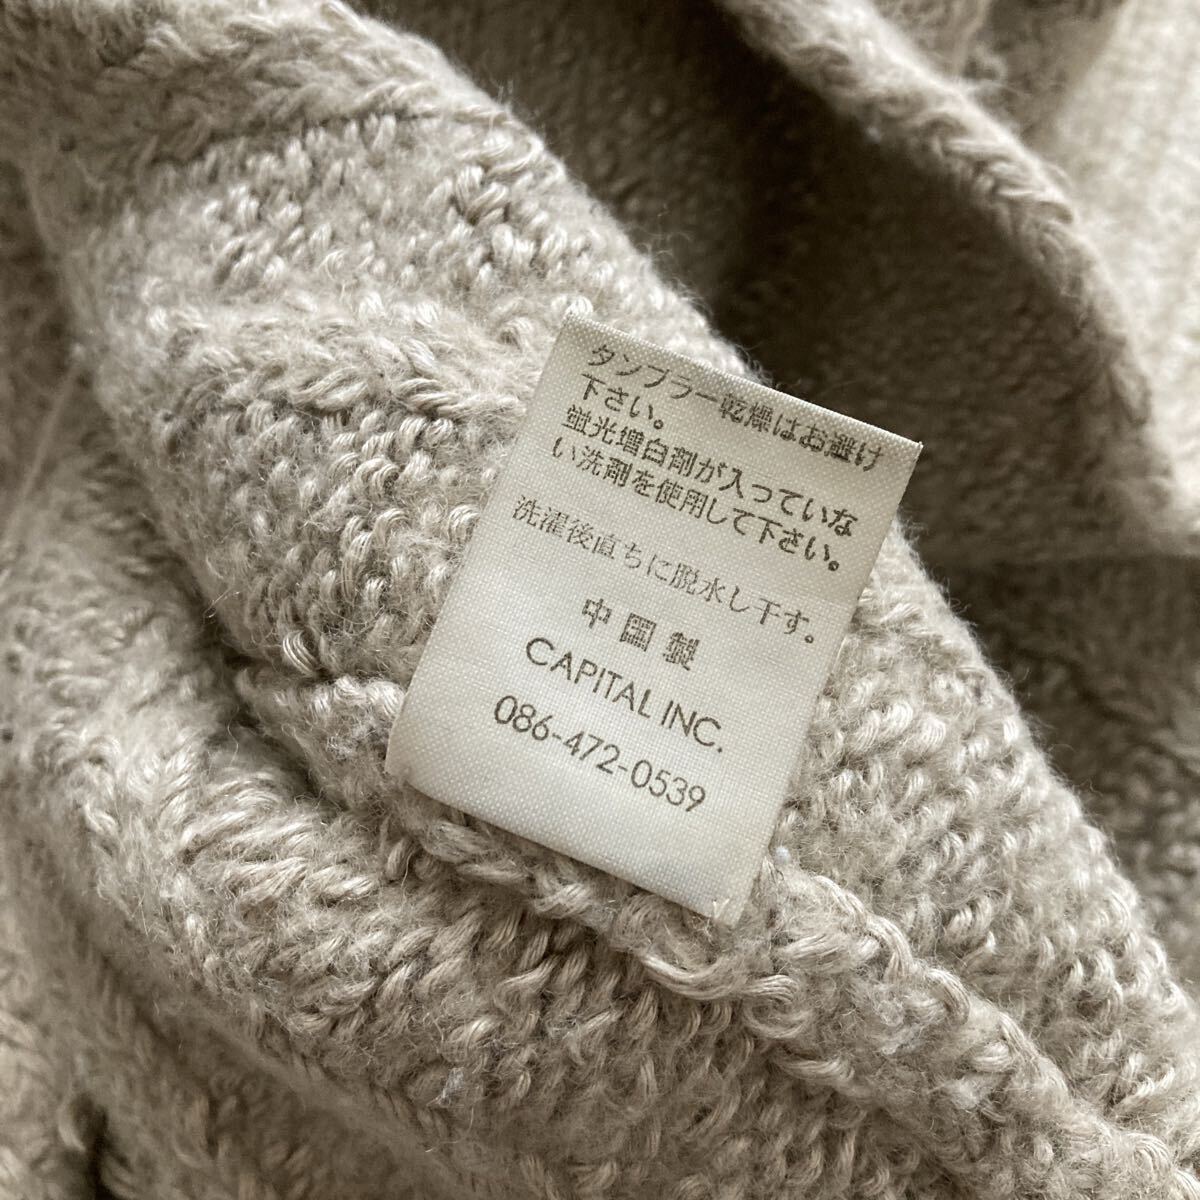 タンブラー乾燥はお避け
下さい。
蛍光増白剤が入っていな
い洗剤を使用して下さい。
洗濯後直ちに脱水し干す。
中国製
CAPITAL INC.
086-472-0539